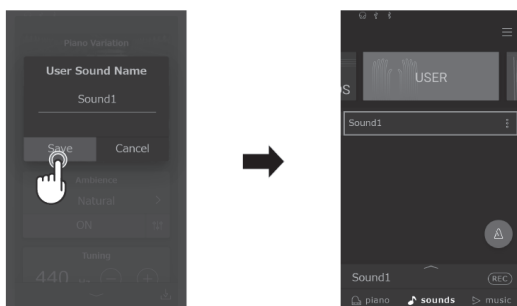 Piano Variation
User Sound Name
Sound1
Save
Cancel
Ambience
Natural
ON
Tuning
440
USER
Sound1
Sound1
REC
piano
sounds
music